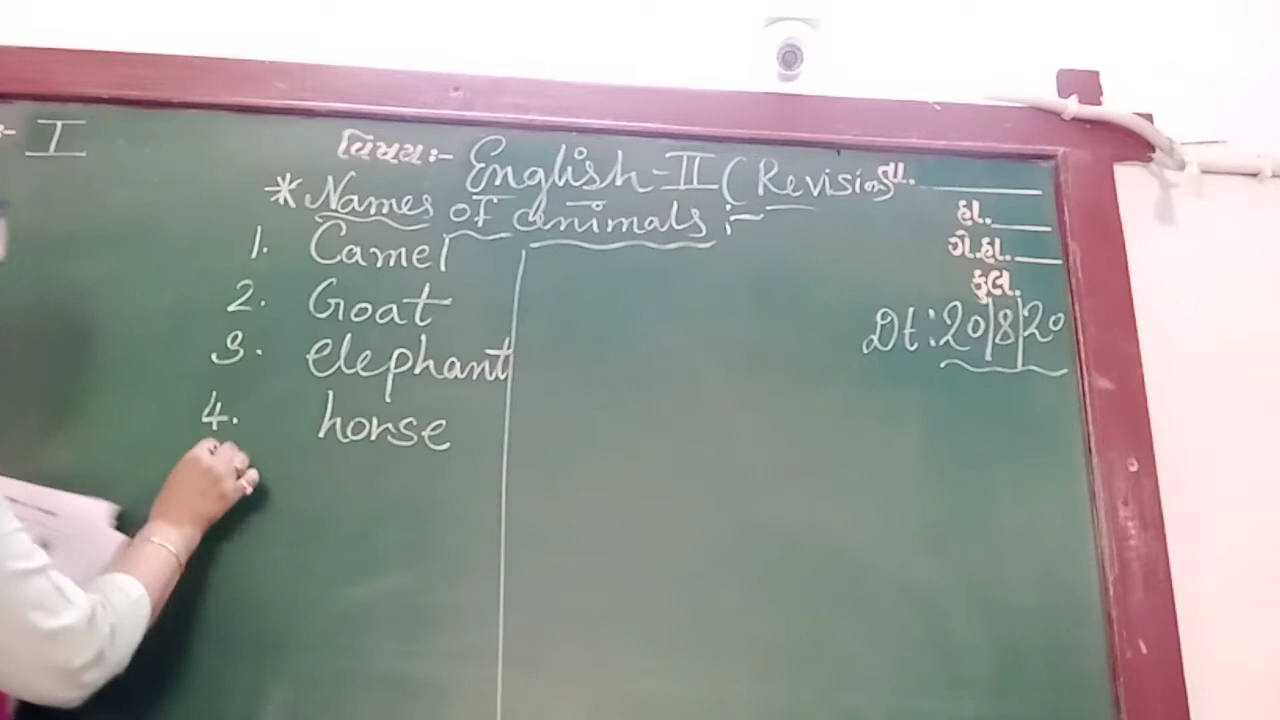 :- I
વિષયઃ- English-II (Revision)
* Names of animals :-
1. Camel
2. Goat
3. elephant
4. horse
તા.
હા.
ગે.હા.
કુલ.
Dt:20|8|20